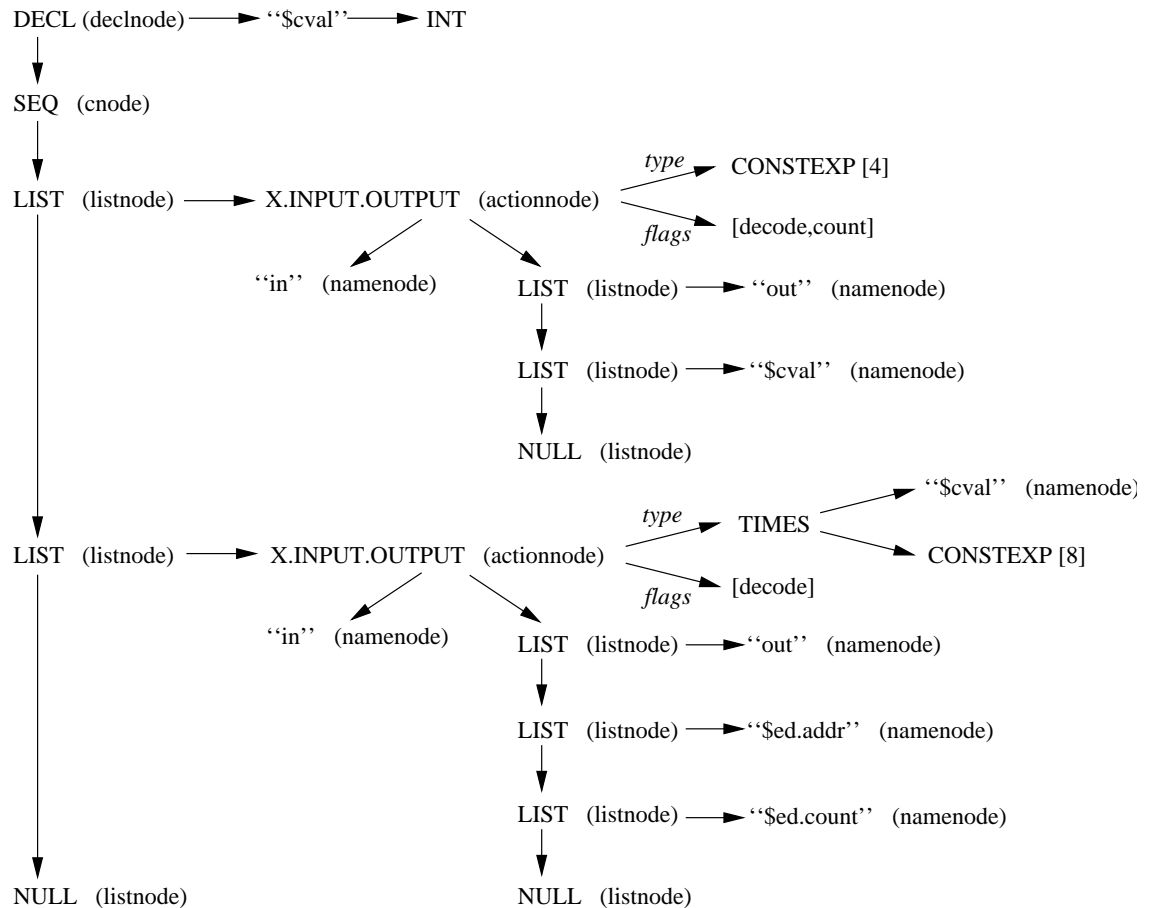 DECL (declnode) ‘‘$cval’’ INT
SEQ (cnode)
type CONSTEXP [4]
LIST (listnode) X.INPUT.OUTPUT (actionnode)
flags [decode,count]
‘‘in’’ (namenode) LIST (listnode) ‘‘out’’ (namenode)
LIST (listnode) ‘‘$cval’’ (namenode)
NULL (listnode)
‘‘$cval’’ (namenode)
type TIMES
LIST (listnode) X.INPUT.OUTPUT (actionnode) CONSTEXP [8]
flags [decode]
‘‘in’’ (namenode) LIST (listnode) ‘‘out’’ (namenode)
LIST (listnode) ‘‘$ed.addr’’ (namenode)
LIST (listnode) ‘‘$ed.count’’ (namenode)
NULL (listnode) NULL (listnode)